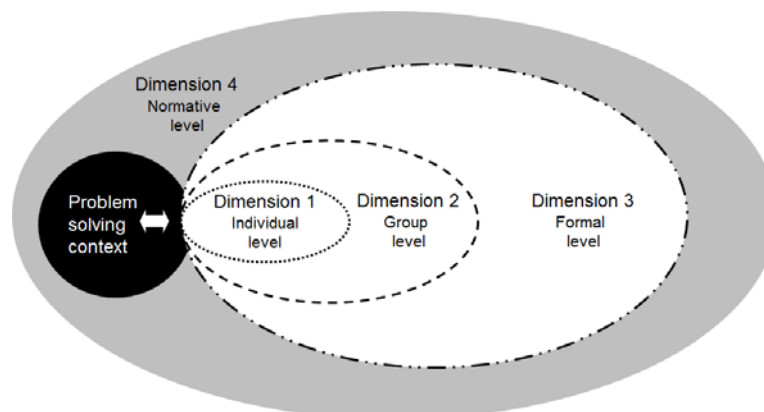 Dimension 4
Normative
level
Problem
solving
context
Dimension 1
Individual
level
Dimension 2
Group
level
Dimension 3
Formal
level